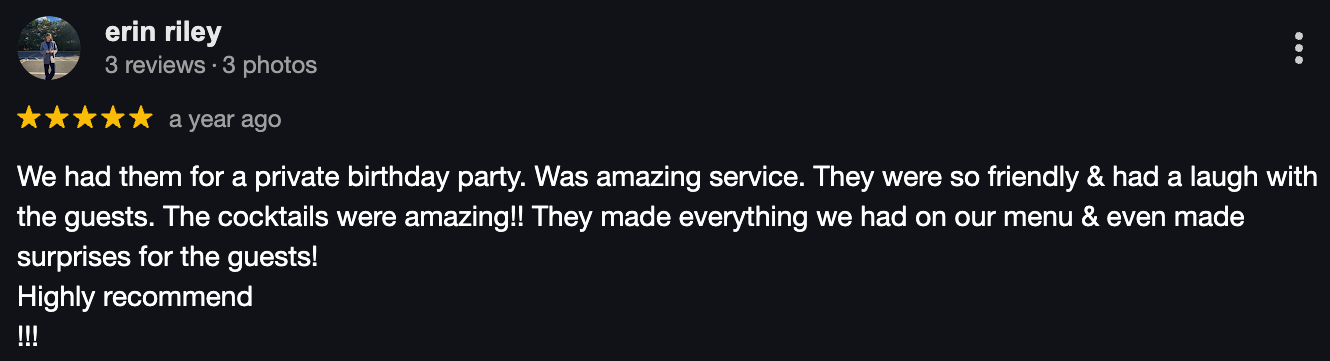 erin riley
3 reviews · 3 photos
a year ago
We had them for a private birthday party. Was amazing service. They were so friendly & had a laugh with
the guests. The cocktails were amazing!! They made everything we had on our menu & even made
surprises for the guests!
Highly recommend
!!!